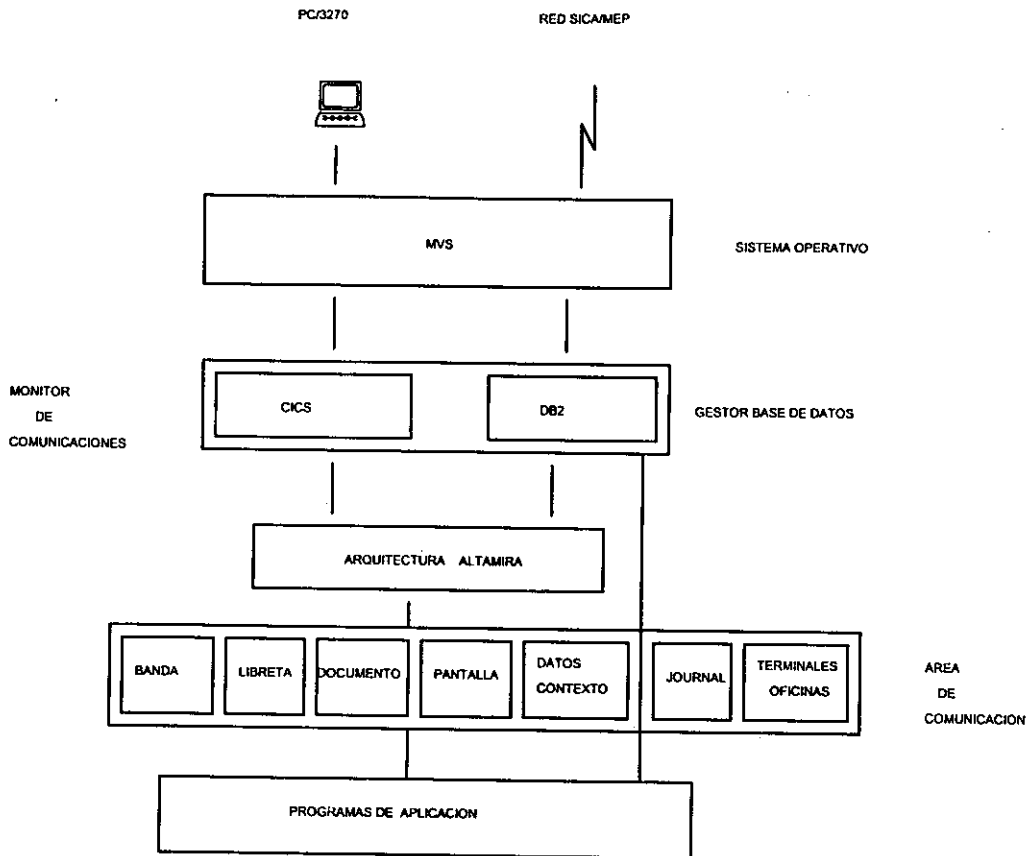 PC/3270
RED SICA/MEP
MVS
SISTEMA OPERATIVO
MONITOR
DE
COMUNICACIONES
CICS
DB2
GESTOR BASE DE DATOS
ARQUITECTURA ALTAMIRA
BANDA
LIBRETA
DOCUMENTO
PANTALLA
DATOS
CONTEXTO
JOURNAL
TERMINALES
OFICINAS
AREA
DE
COMUNICACION
PROGRAMAS DE APLICACION